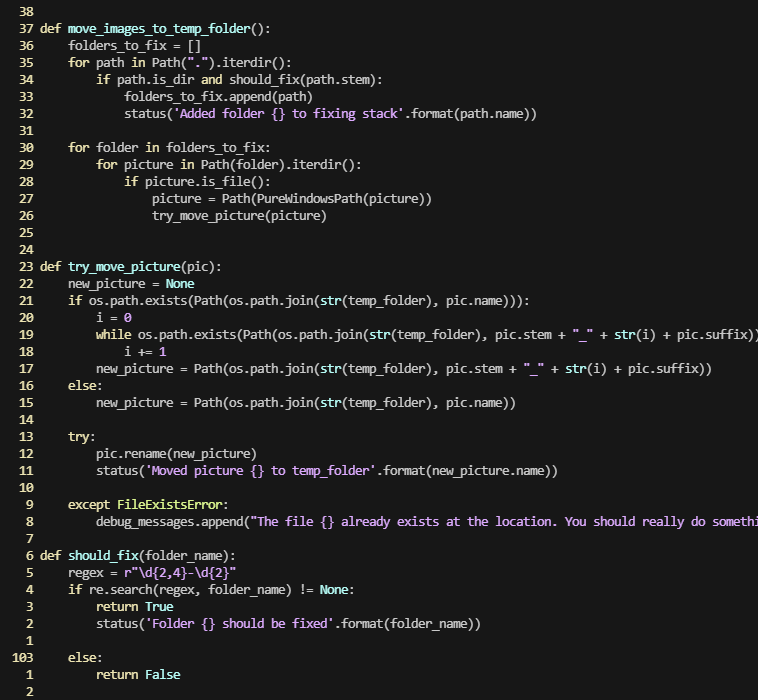 38
37 def move_images_to_temp_folder():
36     folders_to_fix = []
35     for path in Path(".").iterdir():
34         if path.is_dir and should_fix(path.stem):
33             folders_to_fix.append(path)
32             status('Added folder {} to fixing stack'.format(path.name))
31
30     for folder in folders_to_fix:
29         for picture in Path(folder).iterdir():
28             if picture.is_file():
27                 picture = Path(PureWindowsPath(picture))
26                 try_move_picture(picture)
25
24
23 def try_move_picture(pic):
22     new_picture = None
21     if os.path.exists(Path(os.path.join(str(temp_folder), pic.name))):
20         i = 0
19         while os.path.exists(Path(os.path.join(str(temp_folder), pic.stem + "_" + str(i) + pic.suffix))
18             i += 1
17         new_picture = Path(os.path.join(str(temp_folder), pic.stem + "_" + str(i) + pic.suffix))
16     else:
15         new_picture = Path(os.path.join(str(temp_folder), pic.name))
14
13     try:
12         pic.rename(new_picture)
11         status('Moved picture {} to temp_folder'.format(new_picture.name))
10
9     except FileExistsError:
8         debug_messages.append("The file {} already exists at the location. You should really do somethi
7
6 def should_fix(folder_name):
5     regex = r"\d{2,4}-\d{2}"
4     if re.search(regex, folder_name) != None:
3         return True
2         status('Folder {} should be fixed'.format(folder_name))
1
103     else:
1         return False
2